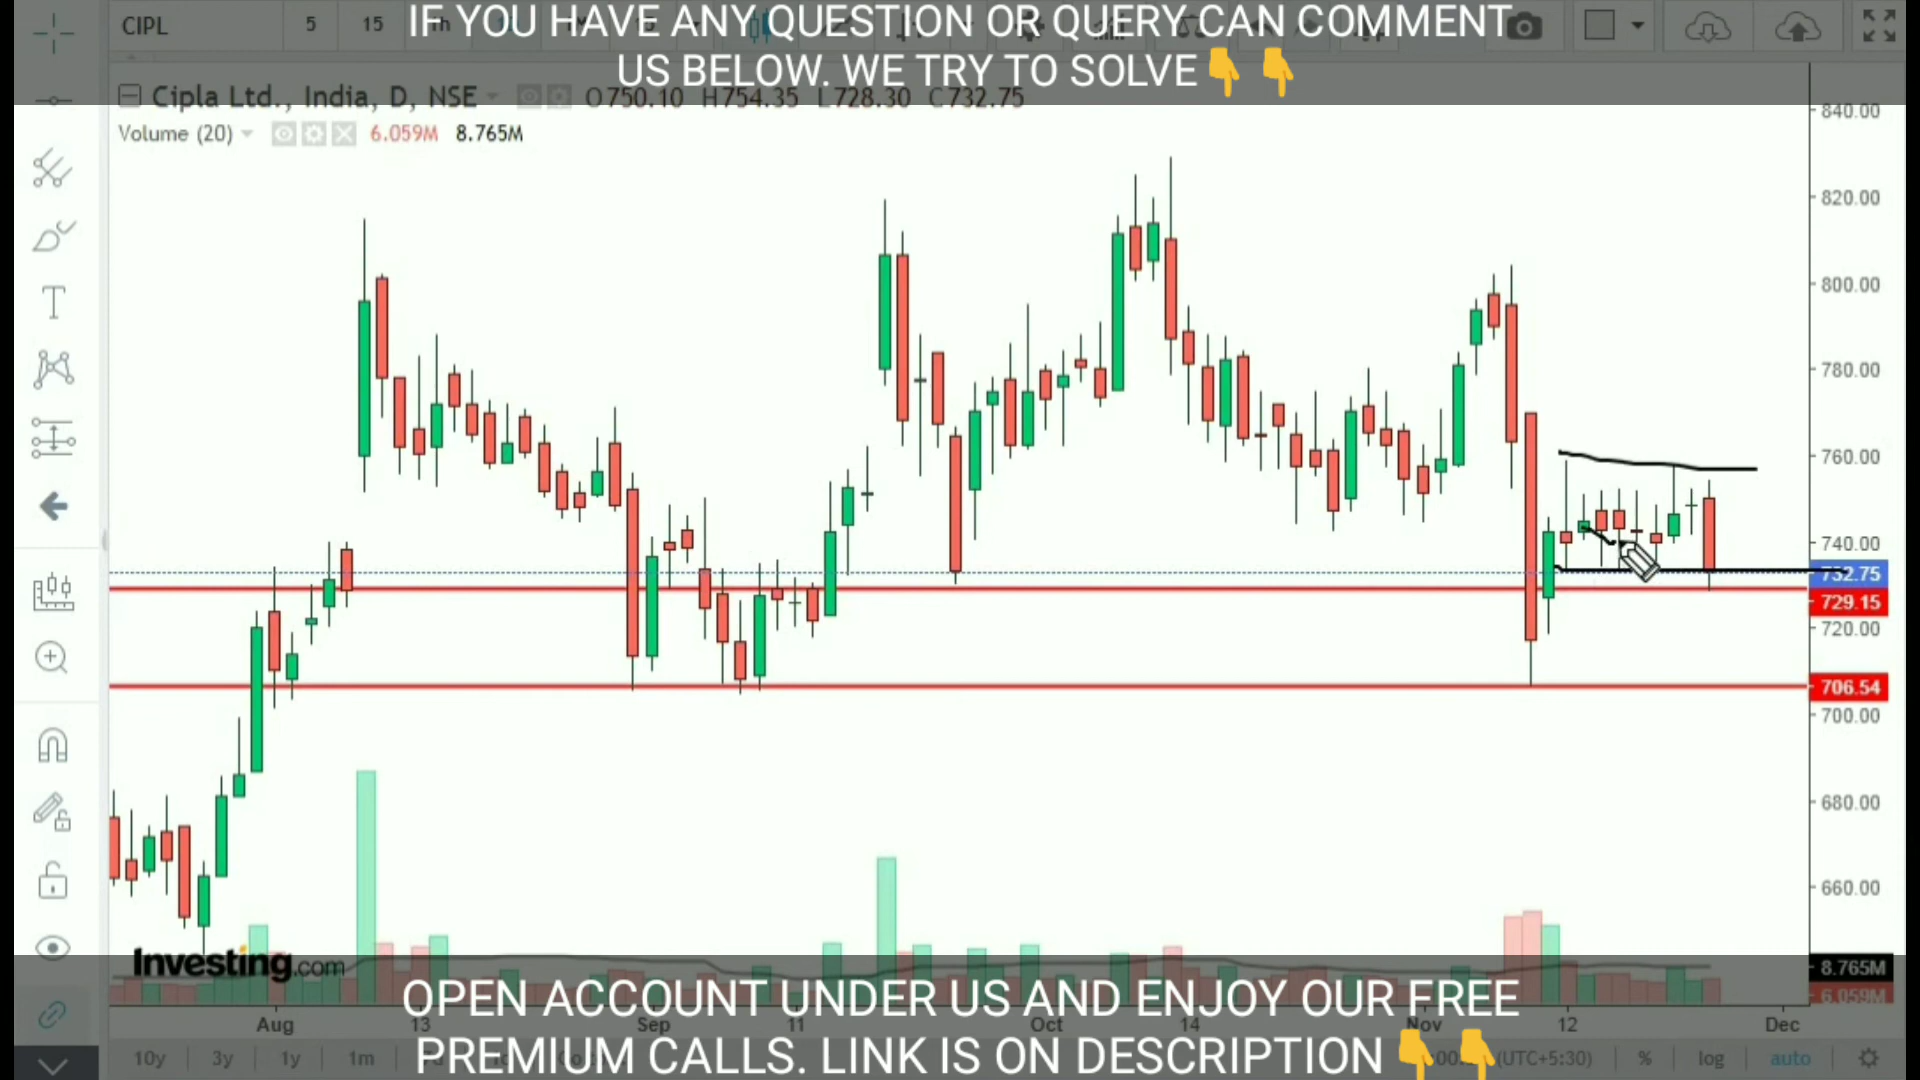 IF YOU HAVE ANY QUESTION OR QUERY CAN COMMENT
US BELOW. WE TRY TO SOLVE👇👇
CIPL 5 15
Cipla Ltd., India, D, NSE O750.10 H754.35 L728.30 C732.75
Volume (20) 6.059M 8.765M
840.00
820.00
800.00
780.00
760.00
740.00
732.75
729.15
720.00
706.54
700.00
680.00
660.00
8.765M
6.059M
Investing.com
OPEN ACCOUNT UNDER US AND ENJOY OUR FREE
PREMIUM CALLS. LINK IS ON DESCRIPTION👇👇
Aug 13 Sep 11 Oct 14 Nov 12 Dec
10y 3y 1y 1m (UTC+5:30) % log auto